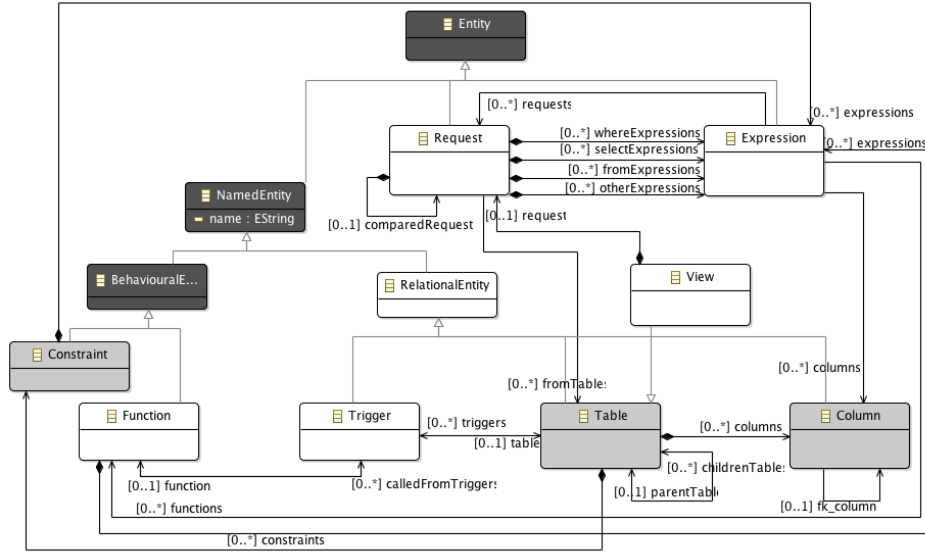 Entity
[0..*] requests
[0..*] expressions
Request
[0..*] whereExpressions
Expression
[0..*] expressions
[0..*] selectExpressions
[0..*] fromExpressions
[0..*] otherExpressions
NamedEntity
name : EString
[0..1] comparedRequest
[0..1] request
BehaviouralE...
RelationalEntity
View
Constraint
[0..*] columns
[0..*] fromTables
Function
Trigger
Table
Column
[0..*] triggers
[0..1] table
[0..*] columns
[0..*] childrenTables
[0..1] function
[0..*] calledFromTriggers
[0..1] parentTable
[0..1] fk_column
[0..*] functions
[0..*] constraints